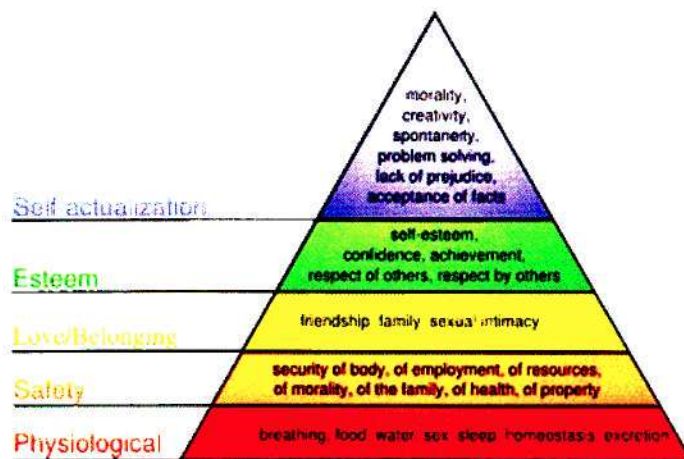 morality,
creativity,
spontaneity,
problem solving,
lack of prejudice,
acceptance of facts
Self actualization
self-esteem,
confidence, achievement,
respect of others, respect by others
Esteem
friendship family sexual intimacy
Love/Belonging
security of body, of employment, of resources,
of morality, of the family, of health, of property
Safety
breathing, food water sex sleep homeostasis excretion
Physiological